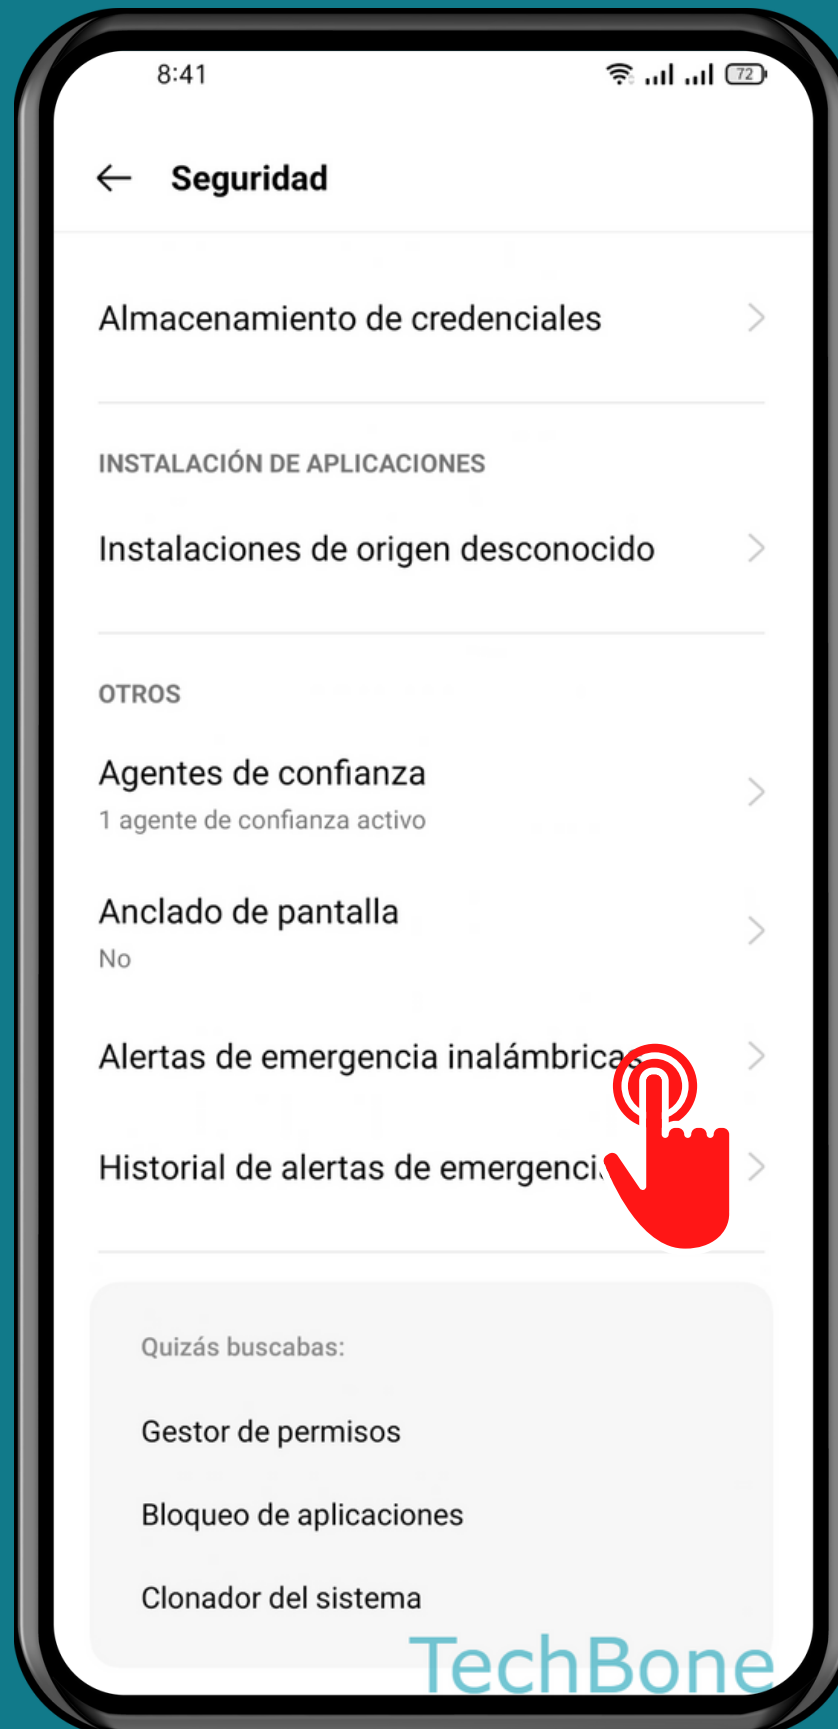 8:41
72
Seguridad
Almacenamiento de credenciales
INSTALACIÓN DE APLICACIONES
Instalaciones de origen desconocido
OTROS
Agentes de confianza
1 agente de confianza activo
Anclado de pantalla
No
Alertas de emergencia inalámbricas
Historial de alertas de emergenci
Quizás buscabas:
Gestor de permisos
Bloqueo de aplicaciones
Clonador del sistema
TechBone